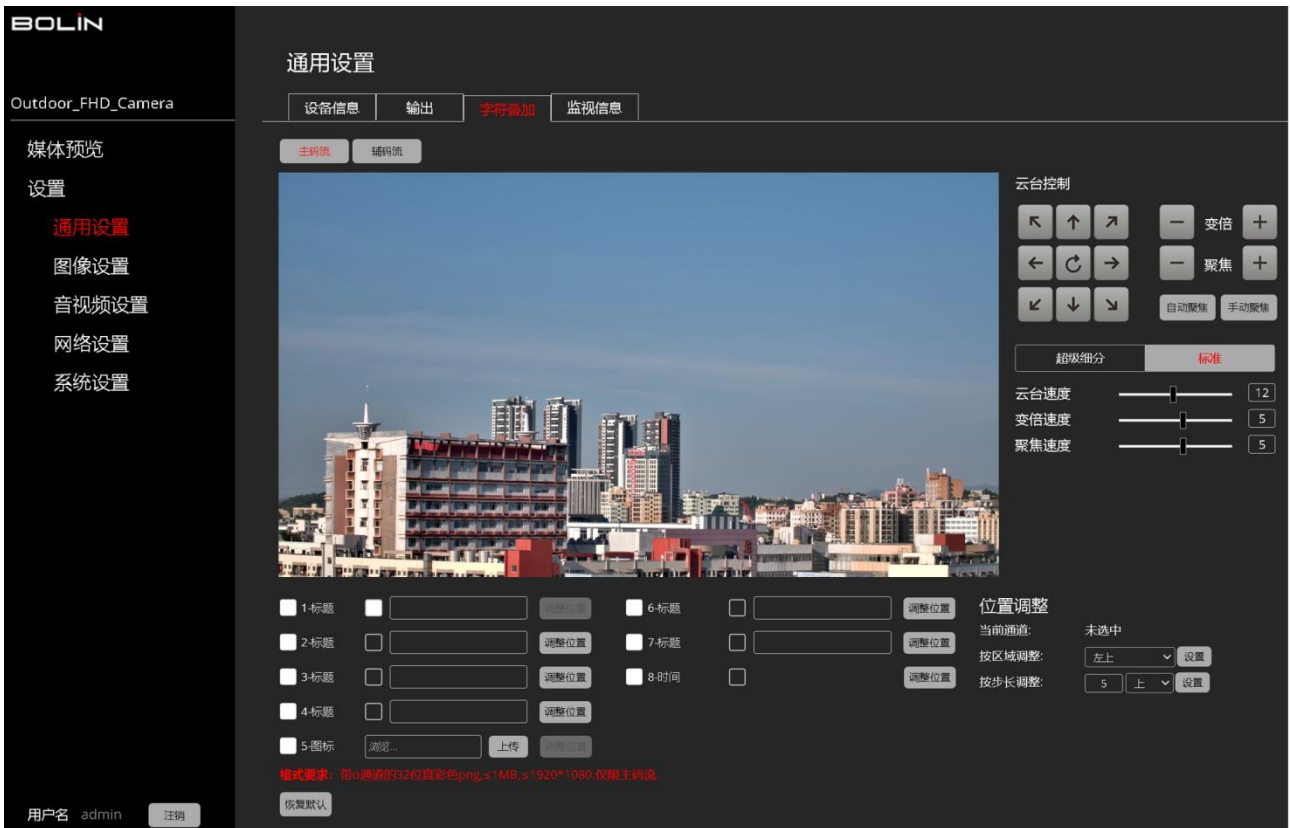 BOLIN
Outdoor_FHD_Camera
媒体预览
设置
通用设置
图像设置
音视频设置
网络设置
系统设置
用户名 admin 注销
通用设置
设备信息 输出 字符叠加 监视信息
主码流 辅码流
云台控制
变倍
聚焦
自动聚焦 手动聚焦
超级细分 标准
云台速度 12
变倍速度 5
聚焦速度 5
1-标题 调整位置 6-标题 调整位置
2-标题 调整位置 7-标题 调整位置
3-标题 调整位置 8-时间 调整位置
4-标题 调整位置
5-图标 浏览... 上传 调整位置
格式要求: 带α通道的32位真彩色png,≤1MB,≤1920*1080.仅限主码流
恢复默认
位置调整
当前通道: 未选中
按区域调整: 左上 设置
按步长调整: 5 上 设置